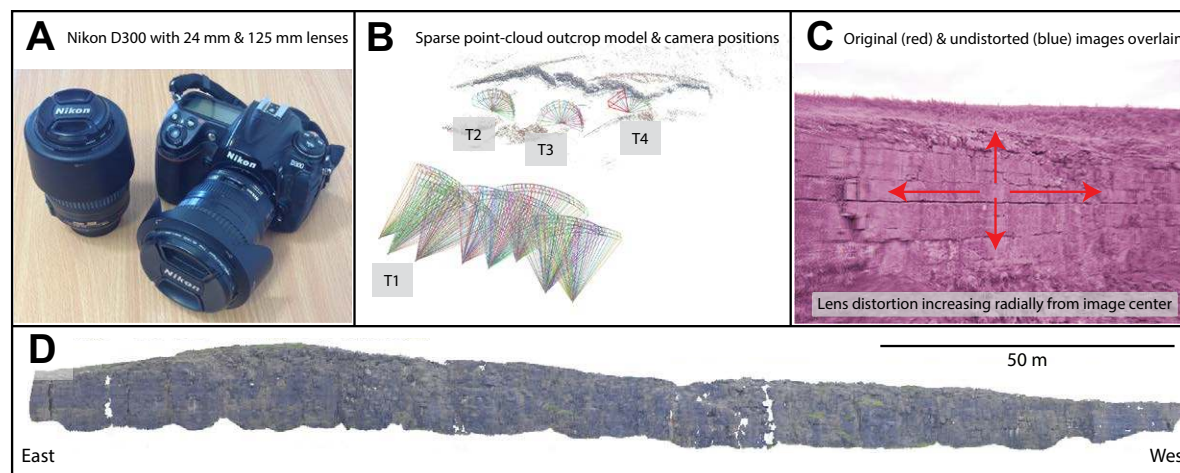 A Nikon D300 with 24 mm & 125 mm lenses
Nikon
Nikon
D300
Nikon
B Sparse point-cloud outcrop model & camera positions
T2
T3
T4
T1
C Original (red) & undistorted (blue) images overlain
Lens distortion increasing radially from image center
D
50 m
East
Wes